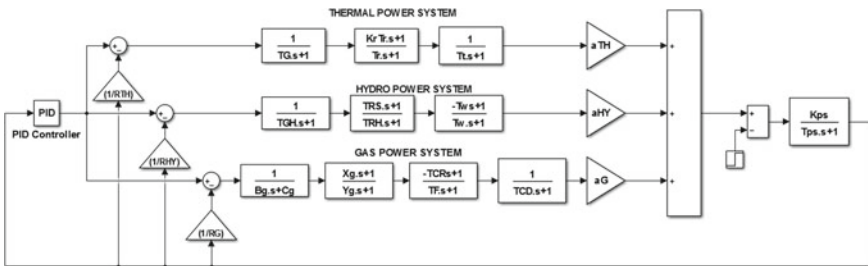 THERMAL POWER SYSTEM
1
TG.s+1
KrTr.s+1
Tr.s+1
1
Tt.s+1
aTH
+
(1/RTH)
PID
PID Controller
HYDRO POWER SYSTEM
1
TGH.s+1
TRS.s+1
TRH.s+1
-Tws+1
Tw.s+1
aHY
+
+
−
Kps
Tps.s+1
(1/RHY)
GAS POWER SYSTEM
1
Bg.s+Cg
Xg.s+1
Yg.s+1
-TCRs+1
TF.s+1
1
TCD.s+1
aG
+
(1/RG)